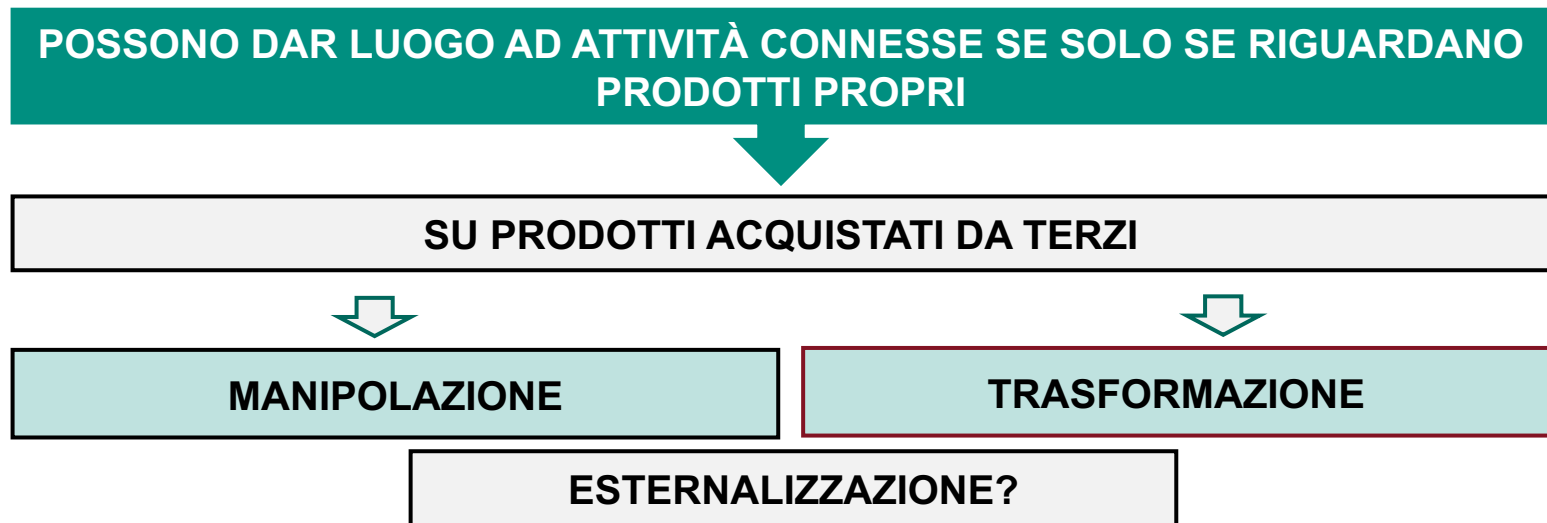 POSSONO DAR LUOGO AD ATTIVITÀ CONNESSE SE SOLO SE RIGUARDANO
PRODOTTI PROPRI
SU PRODOTTI ACQUISTATI DA TERZI
MANIPOLAZIONE
TRASFORMAZIONE
ESTERNALIZZAZIONE?